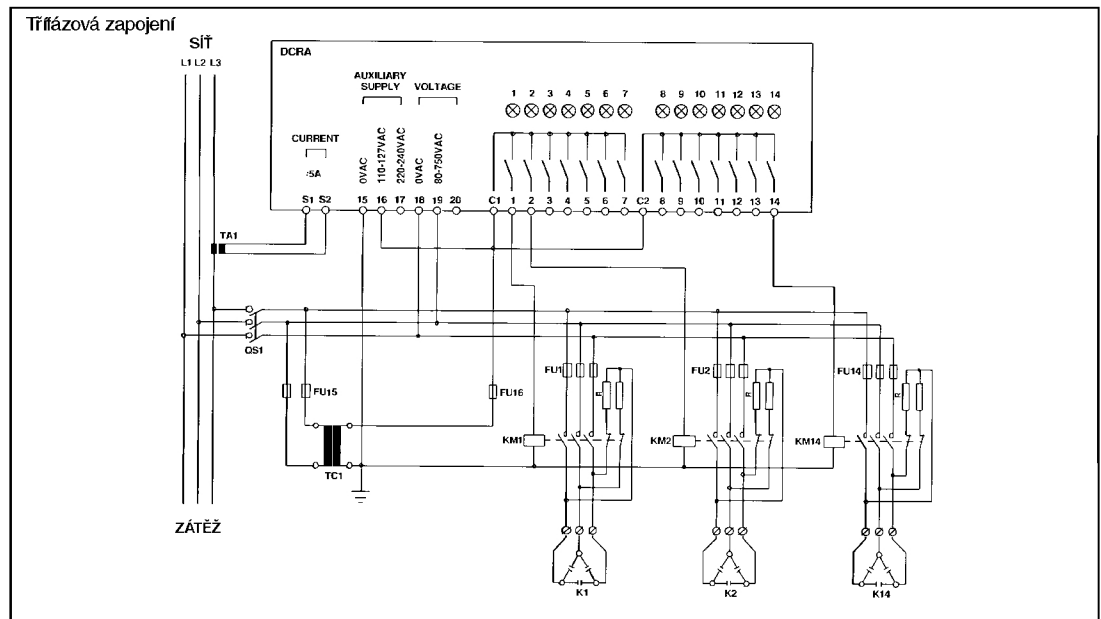 Třífázová zapojení
SÍŤ
L1 L2 L3
DCRA
AUXILIARY
SUPPLY
VOLTAGE
CURRENT
0VAC
110-127VAC
220-240VAC
0VAC
80-750VAC
1 2 3 4 5 6 7
8 9 10 11 12 13 14
S1 S2
15 16 17 18 19 20
C1 1 2 3 4 5 6 7 C2 8 9 10 11 12 13 14
TA1
QS1
FU15
FU16
FU1
R
FU2
R
FU14
R
KM1
KM2
KM14
TC1
ZÁTĚŽ
K1
K2
K14